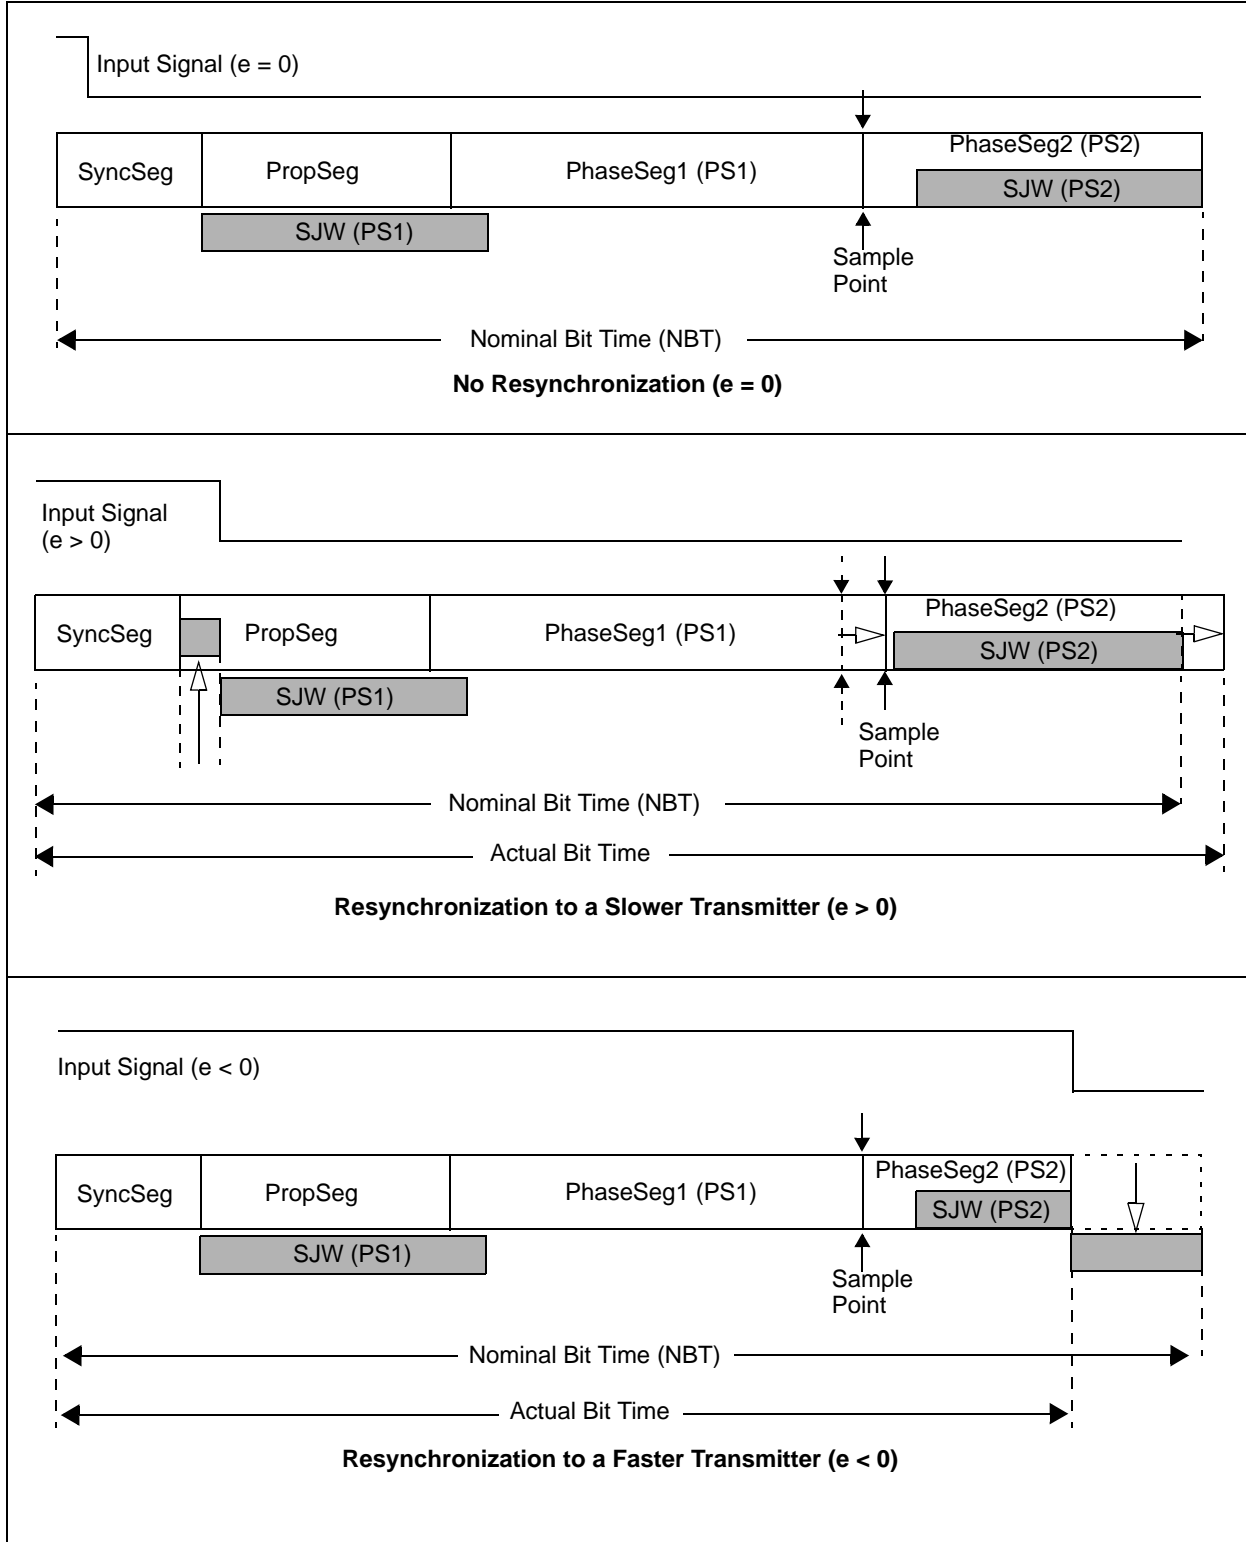 Input Signal (e = 0)
SyncSeg
PropSeg
PhaseSeg1 (PS1)
PhaseSeg2 (PS2)
SJW (PS2)
SJW (PS1)
Sample
Point
Nominal Bit Time (NBT)
No Resynchronization (e = 0)
Input Signal
(e > 0)
SyncSeg
PropSeg
PhaseSeg1 (PS1)
PhaseSeg2 (PS2)
SJW (PS2)
SJW (PS1)
Sample
Point
Nominal Bit Time (NBT)
Actual Bit Time
Resynchronization to a Slower Transmitter (e > 0)
Input Signal (e < 0)
SyncSeg
PropSeg
PhaseSeg1 (PS1)
PhaseSeg2 (PS2)
SJW (PS2)
SJW (PS1)
Sample
Point
Nominal Bit Time (NBT)
Actual Bit Time
Resynchronization to a Faster Transmitter (e < 0)